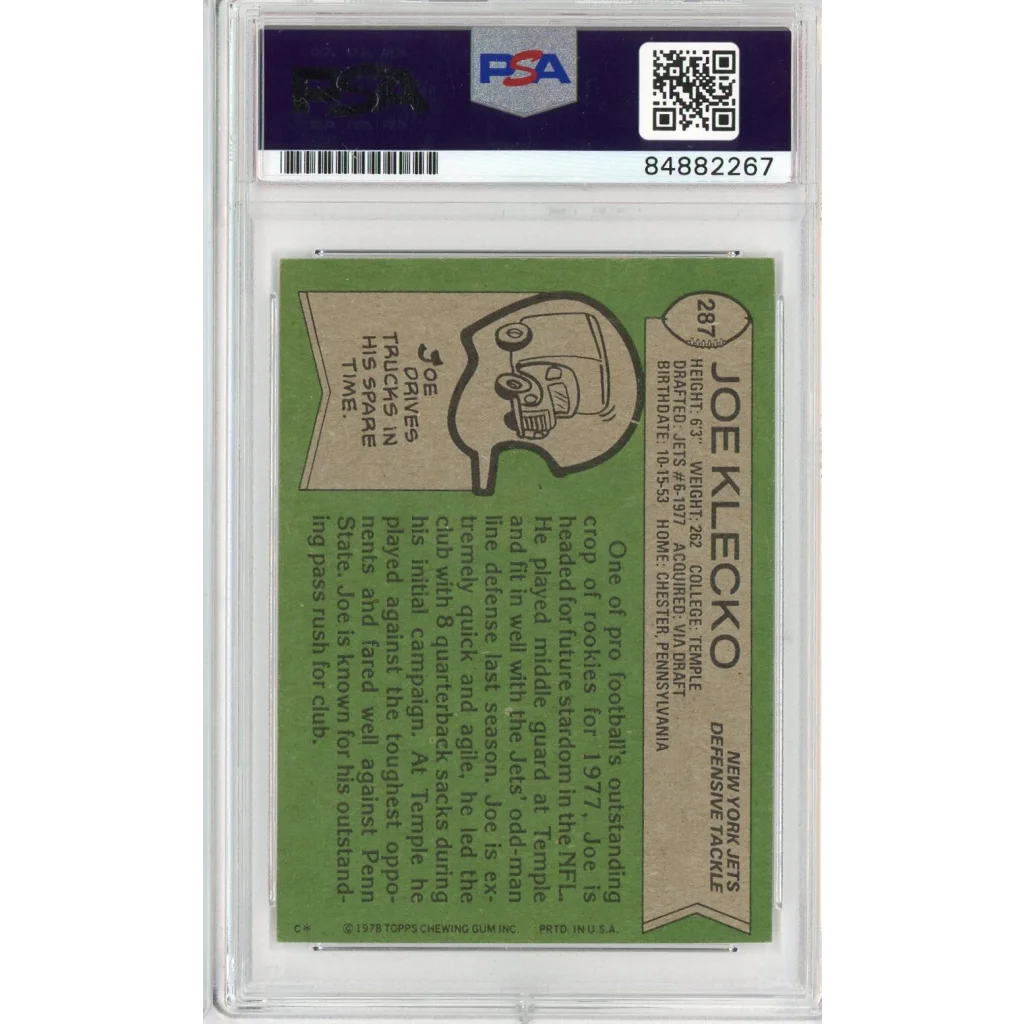 PSA
PSA
84882267
287
JOE KLECKO
NEW YORK JETS
DEFENSIVE TACKLE
HEIGHT: 6'3" WEIGHT: 262 COLLEGE: TEMPLE
DRAFTED: JETS #6-1977 ACQUIRED: VIA DRAFT
BIRTHDATE: 10-15-53 HOME: CHESTER, PENNSYLVANIA
JOE
DRIVES
TRUCKS IN
HIS SPARE
TIME.
One of pro football's outstanding
crop of rookies for 1977, Joe is
headed for future stardom in the NFL.
He played middle guard at Temple
and fit in well with the Jets' odd-man
line defense last season. Joe is ex-
tremely quick and agile, he led the
club with 8 quarterback sacks during
his initial campaign. At Temple he
played against the toughest oppo-
nents and fared well against Penn
State. Joe is known for his outstand-
ing pass rush for club.
C* © 1978 TOPPS CHEWING GUM INC. PRTD. IN U.S.A.